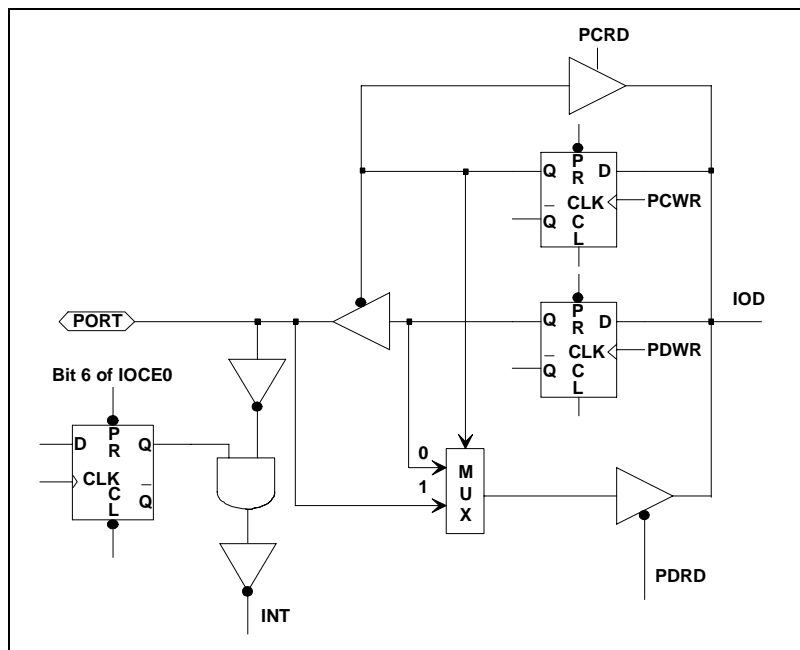 PCRD
P
R
Q
D
CLK
PCWR
Q
C
L
IOD
PORT
P
R
Q
D
CLK
PDWR
Q
C
L
Bit 6 of IOCE0
P
R
D
Q
CLK
C
L
Q
0
1
M
U
X
PDRD
INT